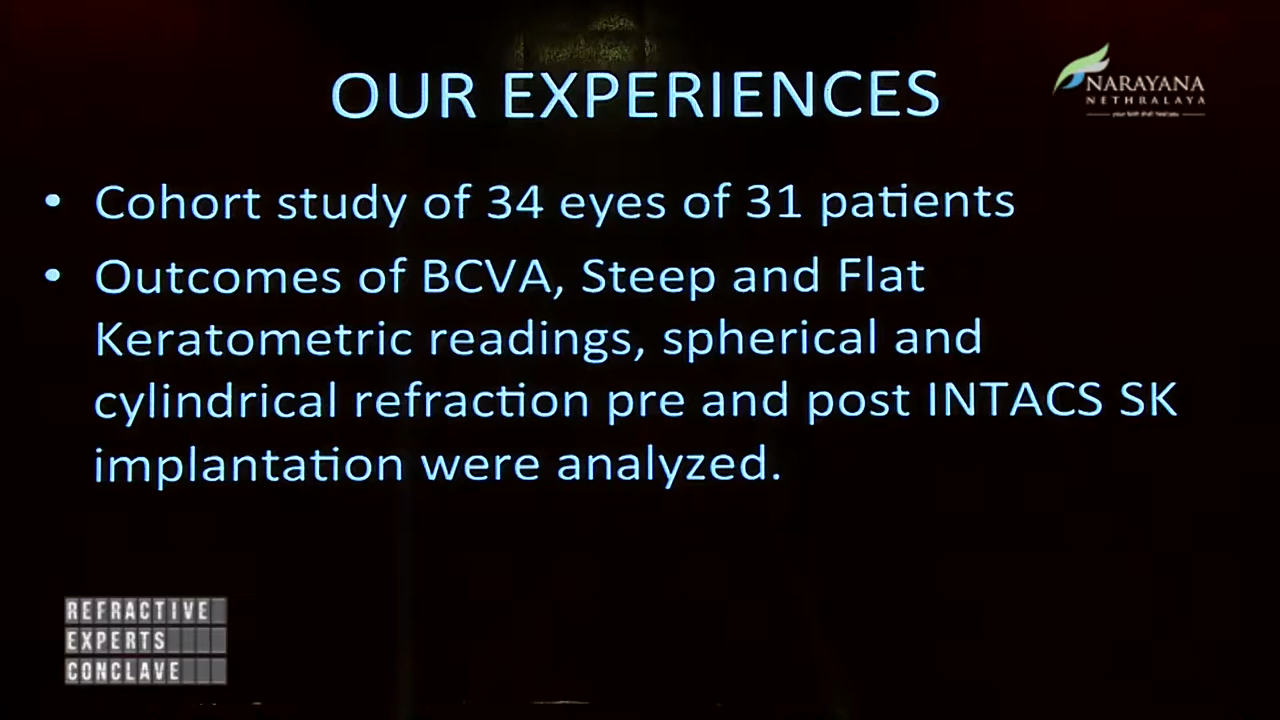 OUR EXPERIENCES
NARAYANA
NETHRALAYA
your faith shall heal you
• Cohort study of 34 eyes of 31 patients
• Outcomes of BCVA, Steep and Flat
Keratometric readings, spherical and
cylindrical refraction pre and post INTACS SK
implantation were analyzed.
REFRACTIVE
EXPERTS
CONCLAVE